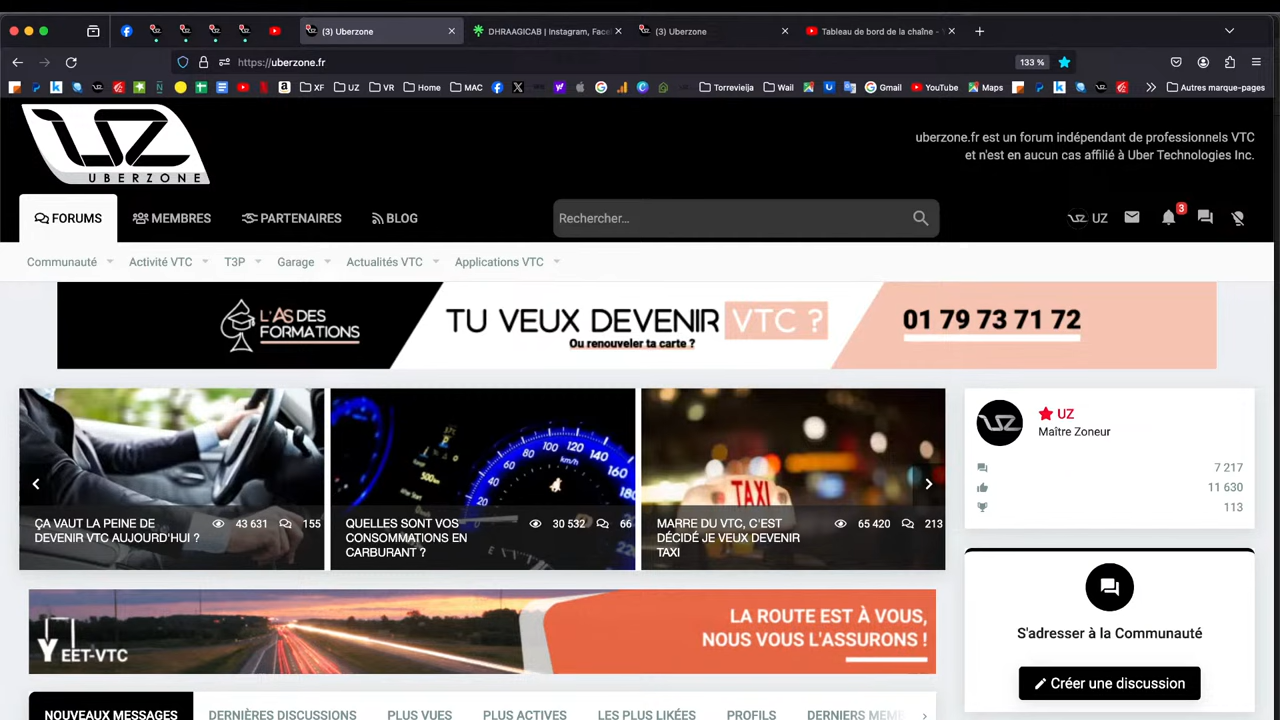 (3) Uberzone
DHRAAGICAB | Instagram, Face
(3) Uberzone
Tableau de bord de la chaîne -
https://uberzone.fr
133 %
XF
UZ
VR
Home
MAC
Torrevieija
Wail
Gmail
YouTube
Maps
Autres marque-pages
UZ
UBERZONE
uberzone.fr est un forum indépendant de professionnels VTC
et n'est en aucun cas affilié à Uber Technologies Inc.
FORUMS
MEMBRES
PARTENAIRES
BLOG
Rechercher...
UZ
3
Communauté
Activité VTC
T3P
Garage
Actualités VTC
Applications VTC
L'AS DES
FORMATIONS
TU VEUX DEVENIR VTC ?
Ou renouveler ta carte ?
01 79 73 71 72
ÇA VAUT LA PEINE DE
DEVENIR VTC AUJOURD'HUI ?
43 631
155
QUELLES SONT VOS
CONSOMMATIONS EN
CARBURANT ?
30 532
66
TAXI
MARRE DU VTC, C'EST
DÉCIDÉ JE VEUX DEVENIR
TAXI
65 420
213
UZ
Maître Zoneur
7 217
11 630
113
YEET-VTC
LA ROUTE EST À VOUS,
NOUS VOUS L'ASSURONS !
S'adresser à la Communauté
Créer une discussion
NOUVEAUX MESSAGES
DERNIÈRES DISCUSSIONS
PLUS VUES
PLUS ACTIVES
LES PLUS LIKÉES
PROFILS
DERNIERS MEM